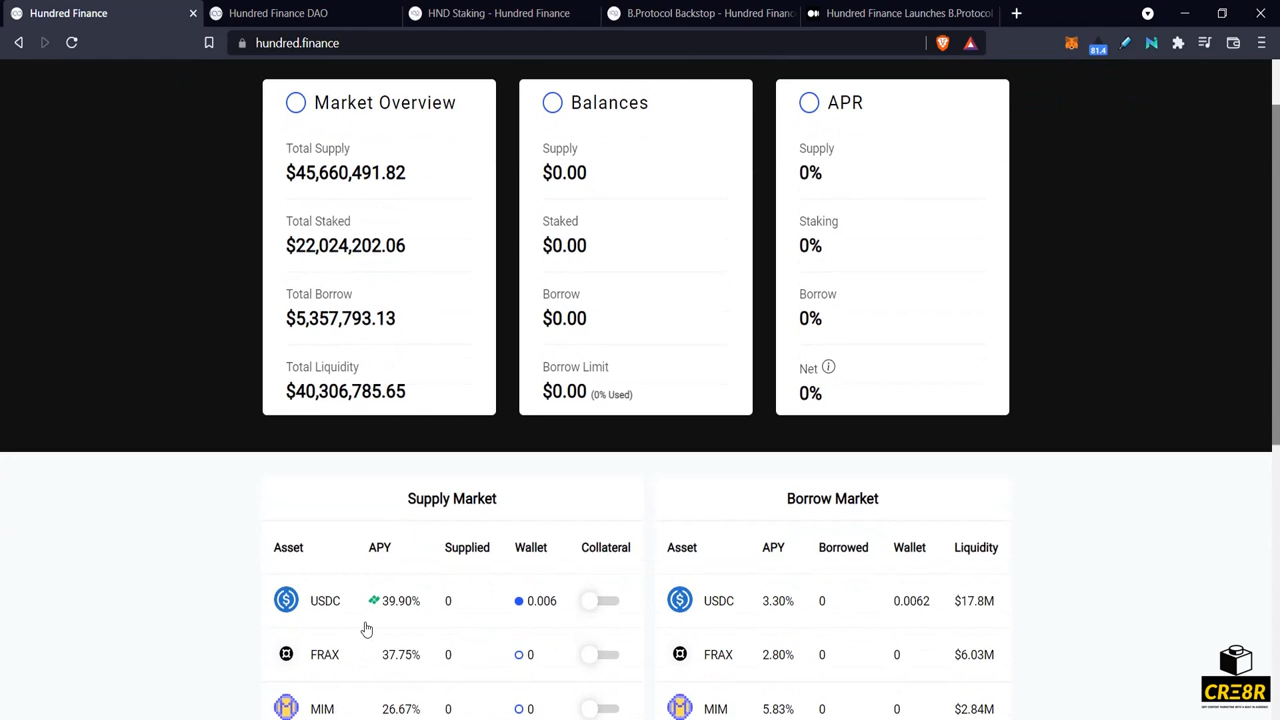 Hundred Finance
Hundred Finance DAO
HND Staking - Hundred Finance
B.Protocol Backstop - Hundred Financ
Hundred Finance Launches B.Protocol
hundred.finance
81.4
Market Overview
Total Supply
$45,660,491.82
Total Staked
$22,024,202.06
Total Borrow
$5,357,793.13
Total Liquidity
$40,306,785.65
Balances
Supply
$0.00
Staked
$0.00
Borrow
$0.00
Borrow Limit
$0.00 (0% Used)
APR
Supply
0%
Staking
0%
Borrow
0%
Net
0%
Supply Market
Asset APY Supplied Wallet Collateral
USDC 39.90% 0 0.006
FRAX 37.75% 0 0
MIM 26.67% 0 0
Borrow Market
Asset APY Borrowed Wallet Liquidity
USDC 3.30% 0 0.0062 $17.8M
FRAX 2.80% 0 0 $6.03M
MIM 5.83% 0 0 $2.84M
CRE8R